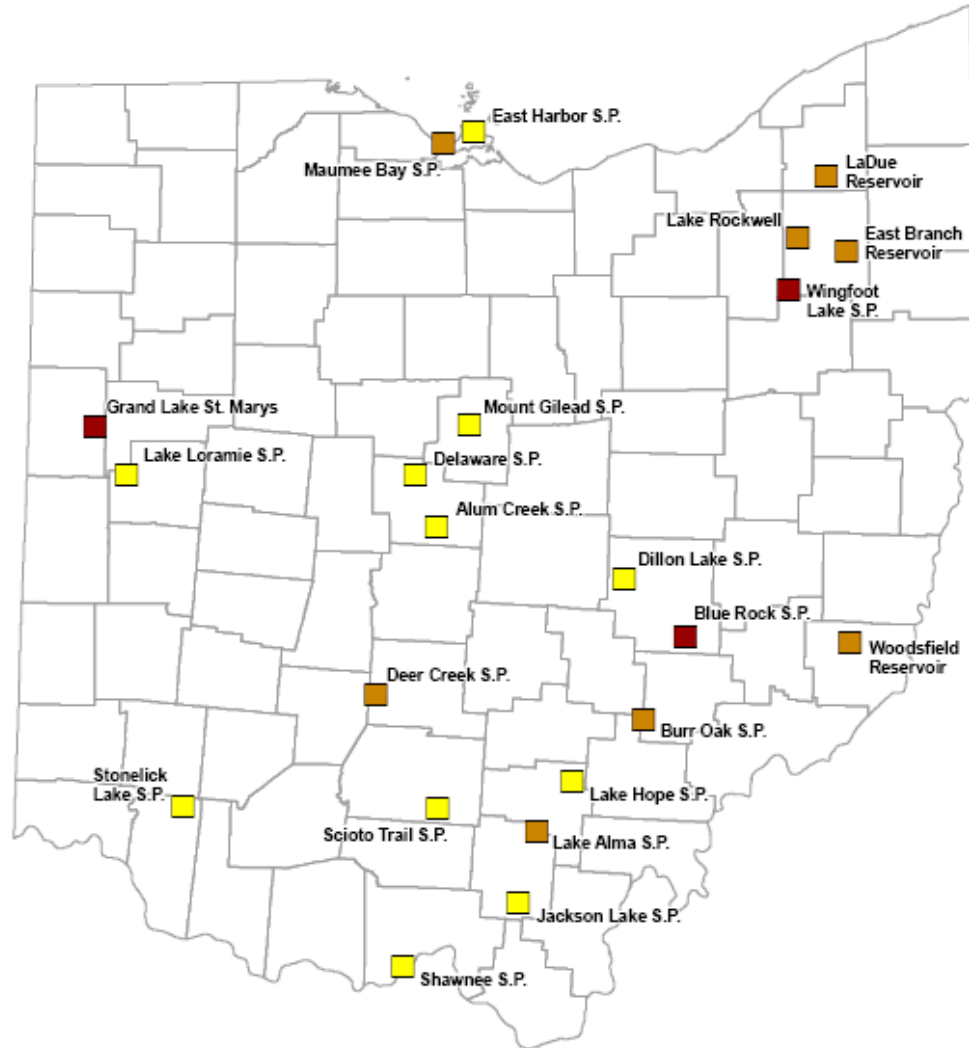 East Harbor S.P.
Maumee Bay S.P.
LaDue
Reservoir
Lake Rockwell
East Branch
Reservoir
Wingfoot
Lake S.P.
Grand Lake St. Marys
Mount Gilead S.P.
Lake Loramie S.P.
Delaware S.P.
Alum Creek S.P.
Dillon Lake S.P.
Blue Rock S.P.
Woodsfield
Reservoir
Deer Creek S.P.
Burr Oak S.P.
Stonelick
Lake S.P.
Lake Hope S.P.
Scioto Trail S.P.
Lake Alma S.P.
Jackson Lake S.P.
Shawnee S.P.